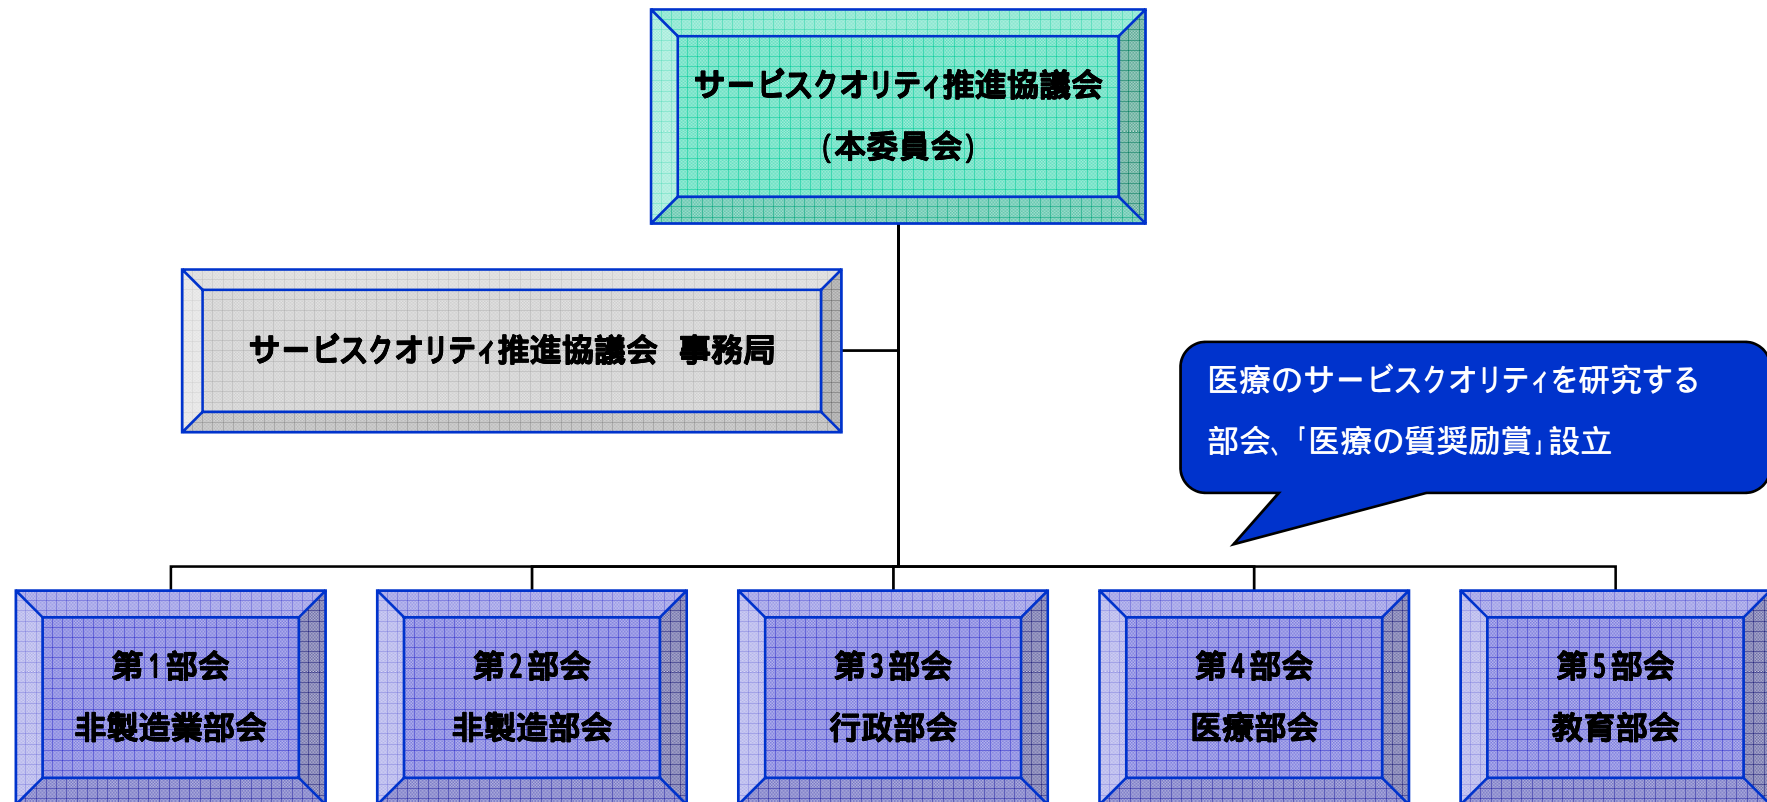 サービスクオリティ推進協議会
(本委員会)
サービスクオリティ推進協議会　事務局
医療のサービスクオリティを研究する
部会、「医療の質奨励賞」設立
第1部会
非製造業部会
第2部会
非製造部会
第3部会
行政部会
第4部会
医療部会
第5部会
教育部会